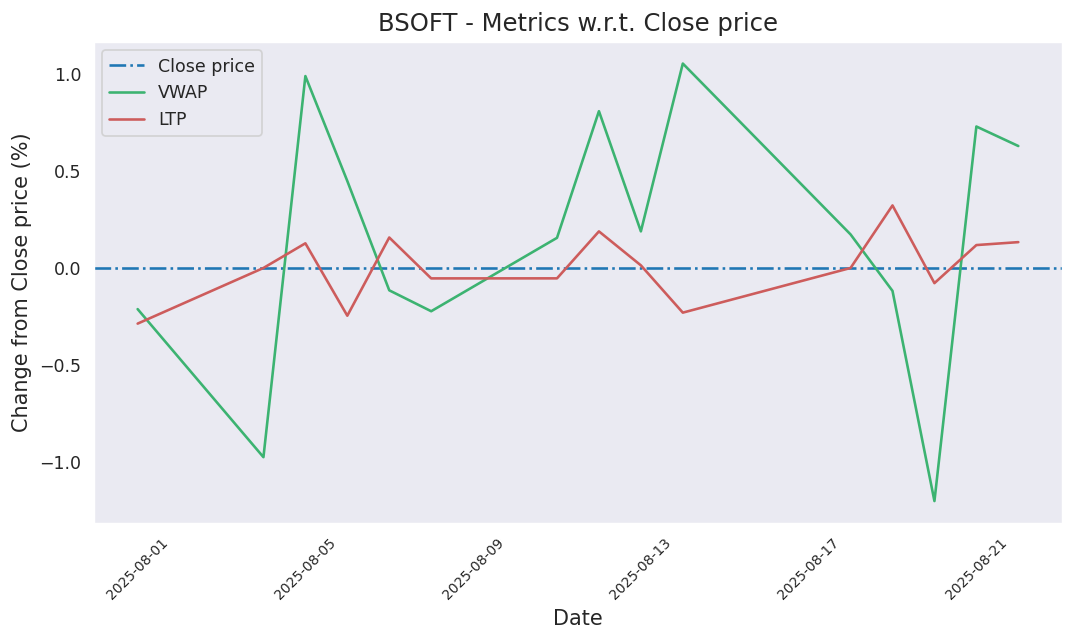 BSOFT - Metrics w.r.t. Close price
Close price
VWAP
LTP
Change from Close price (%)
1.0
0.5
0.0
−0.5
−1.0
2025-08-01
2025-08-05
2025-08-09
2025-08-13
2025-08-17
2025-08-21
Date